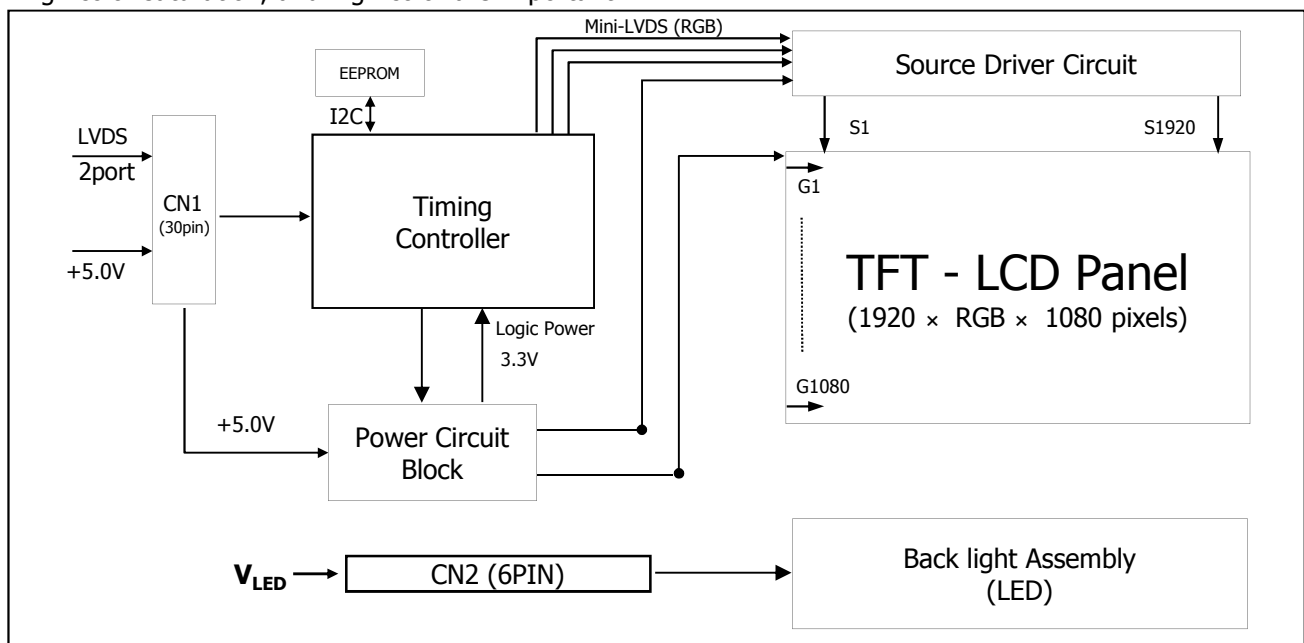 Mini-LVDS (RGB)
EEPROM
I2C
Source Driver Circuit
S1
S1920
LVDS
2port
CN1
(30pin)
+5.0V
Timing
Controller
G1
TFT - LCD Panel
(1920 × RGB × 1080 pixels)
G1080
Logic Power
3.3V
+5.0V
Power Circuit
Block
V_LED
CN2 (6PIN)
Back light Assembly
(LED)